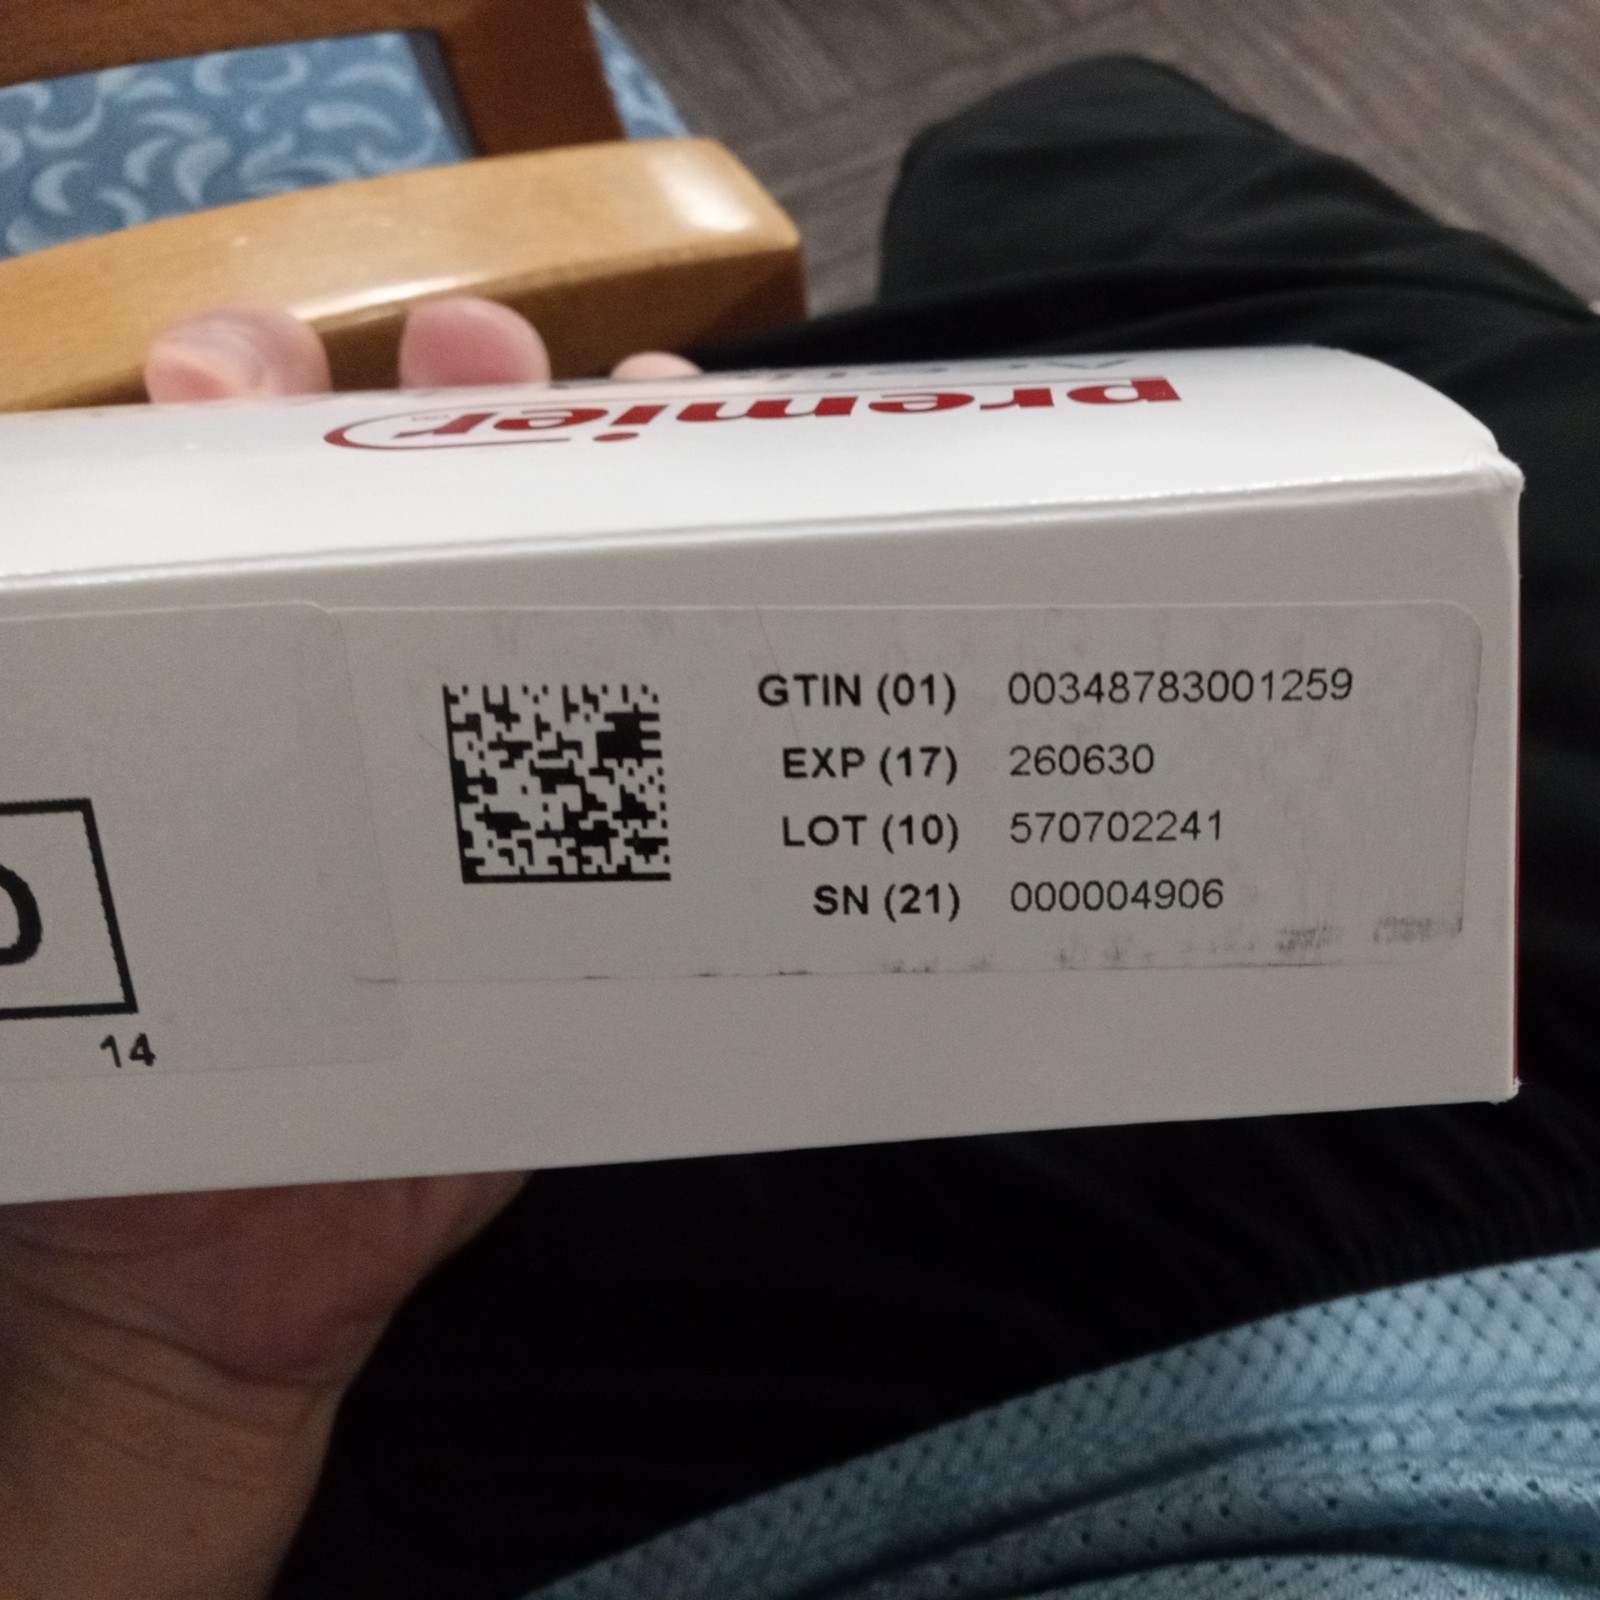 premier
GTIN (01) 00348783001259
EXP (17) 260630
LOT (10) 570702241
SN (21) 000004906
14